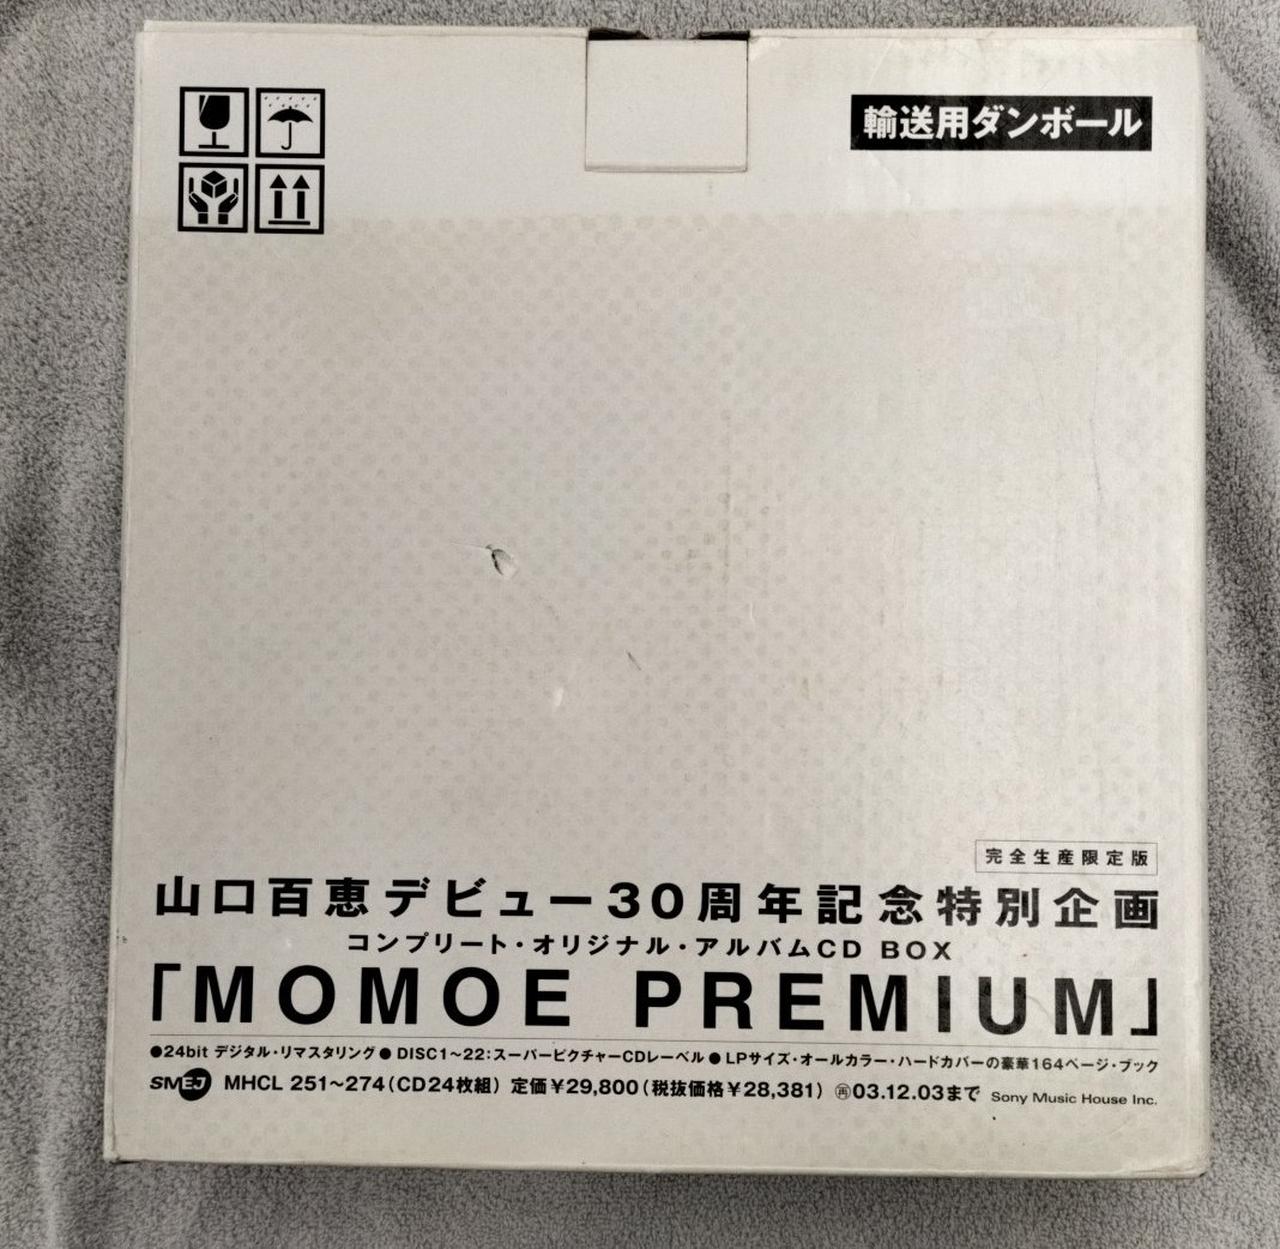 輸送用ダンボール
完全生産限定版
山口百恵デビュー30周年記念特別企画
コンプリート・オリジナル・アルバムCD BOX
「MOMOE PREMIUM」
●24bit デジタル・リマスタリング● DISC1〜22:スーパーピクチャーCDレーベル● LPサイズ・オールカラー・ハードカバーの豪華164ページ・ブック
SMEJ MHCL 251〜274(CD24枚組) 定価¥29,800(税抜価格¥28,381) ㊢03.12.03まで Sony Music House Inc.